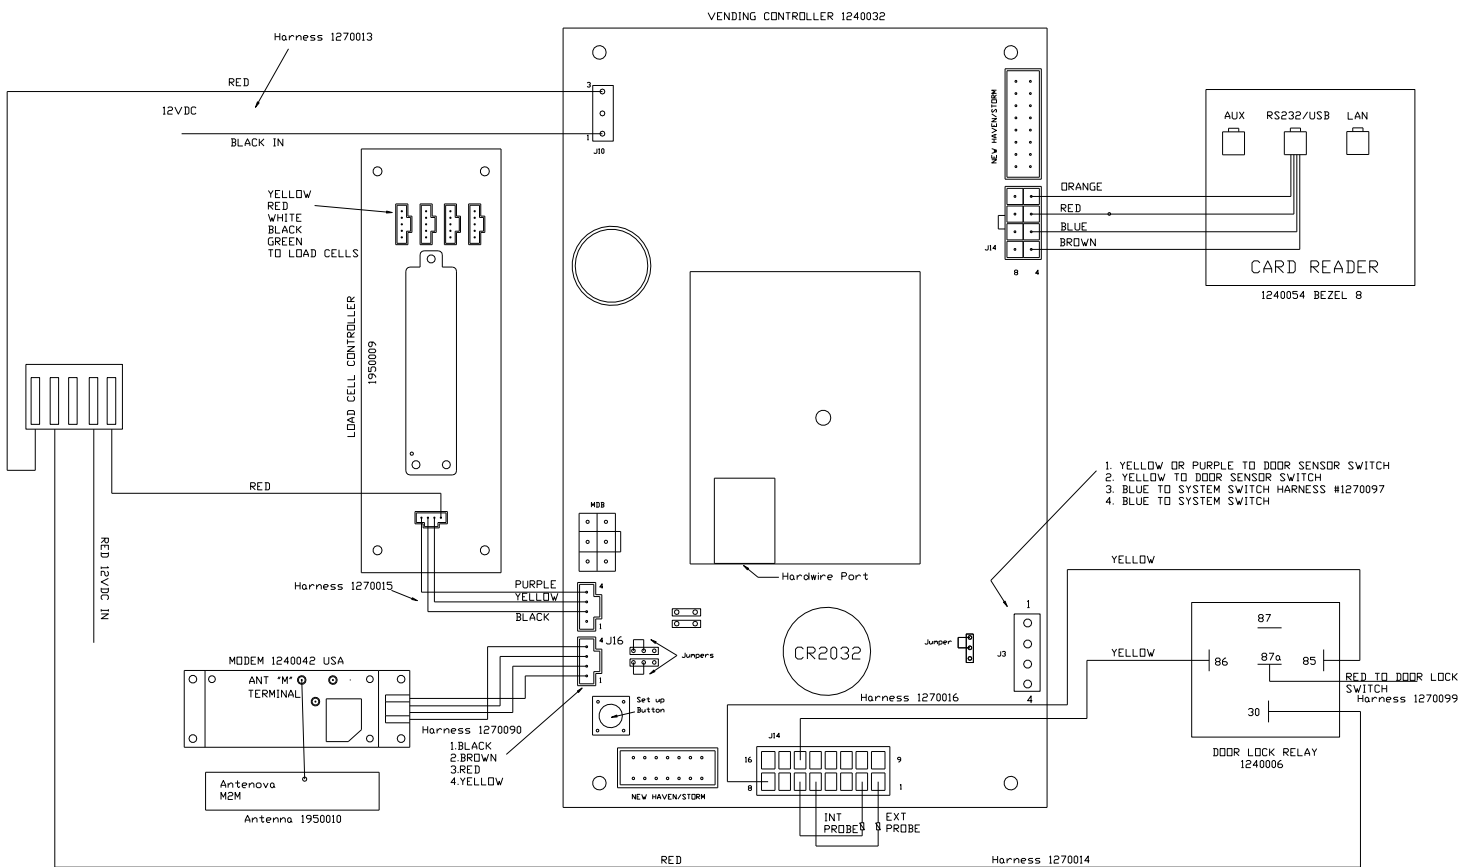 VENDING CONTROLLER 1240032
Harness 1270013
RED
12VDC
BLACK IN
3
1
J10
NEW HAVEN/STORM
ORANGE
RED
BLUE
BROWN
J14
8 4
AUX RS232/USB LAN
CARD READER
1240054 BEZEL 8
YELLOW
RED
WHITE
BLACK
GREEN
TO LOAD CELLS
LOAD CELL CONTROLLER
1950009
RED
RED 12VDC IN
MDB
Hardwire Port
1. YELLOW OR PURPLE TO DOOR SENSOR SWITCH
2. YELLOW TO DOOR SENSOR SWITCH
3. BLUE TO SYSTEM SWITCH HARNESS #1270097
4. BLUE TO SYSTEM SWITCH
Harness 1270015
PURPLE
YELLOW
BLACK
4
1
J16
4
1
Jumpers
CR2032
Jumper
J3
1
4
YELLOW
YELLOW
87
87a
86
85
30
RED TO DOOR LOCK
SWITCH
Harness 1270099
DOOR LOCK RELAY
1240006
MODEM 1240042 USA
ANT "M"
TERMINAL
Harness 1270090
1.BLACK
2.BROWN
3.RED
4.YELLOW
Set up
Button
Harness 1270016
J14
16
9
8
1
NEW HAVEN/STORM
INT
PROBE
EXT
PROBE
Antenova
M2M
Antenna 1950010
RED
Harness 1270014